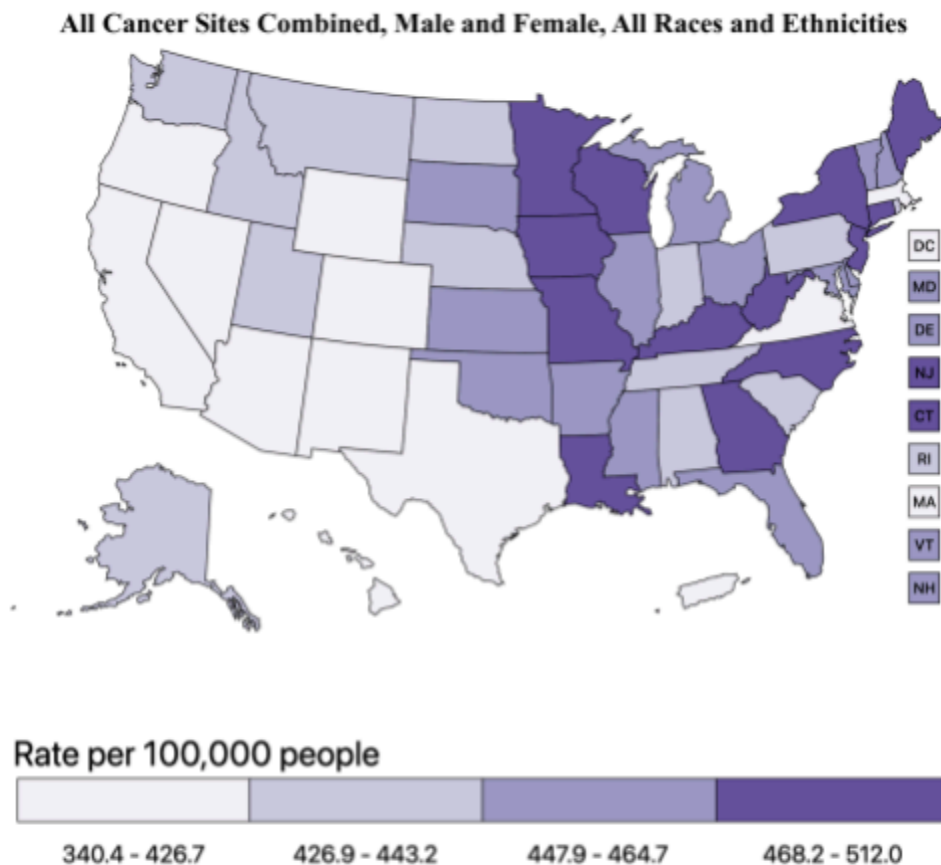 All Cancer Sites Combined, Male and Female, All Races and Ethnicities
DC
MD
DE
NJ
CT
RI
MA
VT
NH
Rate per 100,000 people
340.4 - 426.7 426.9 - 443.2 447.9 - 464.7 468.2 - 512.0